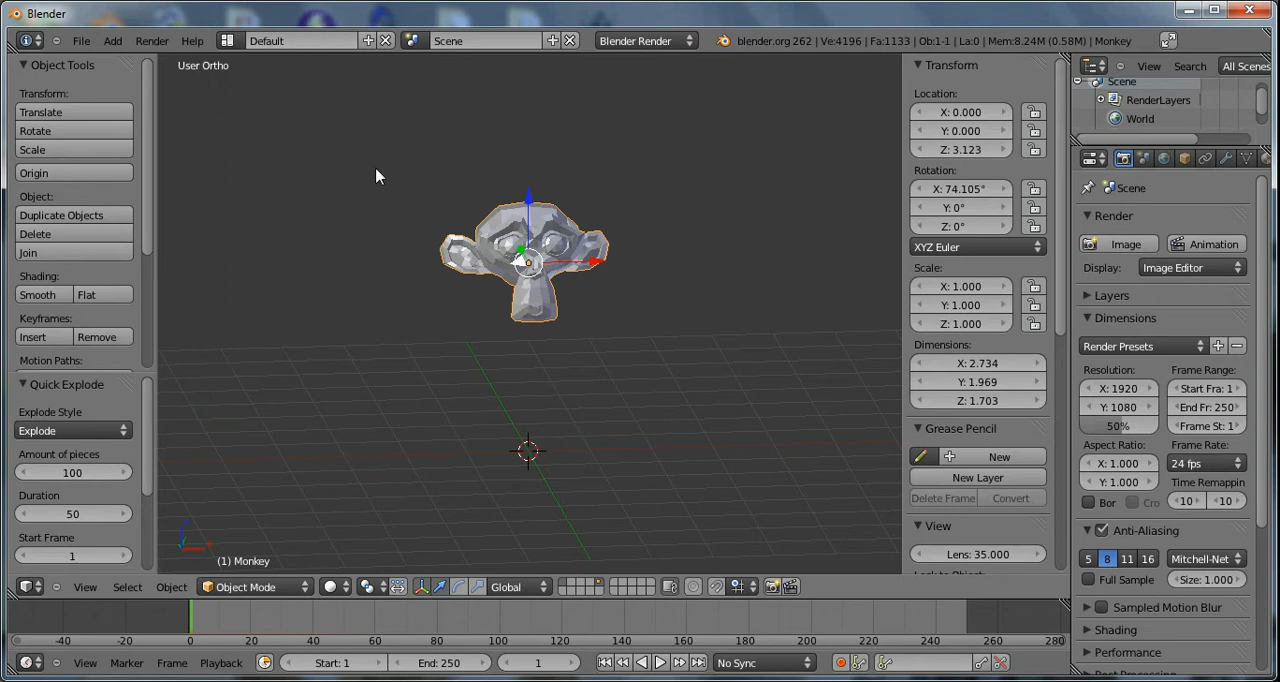 Blender
File Add Render Help Default Scene Blender Render blender.org 262 | Ve:4196 | Fa:1133 | Ob:1-1 | La:0 | Mem:8.24M (0.58M) | Monkey
Object Tools
Transform:
Translate
Rotate
Scale
Origin
Object:
Duplicate Objects
Delete
Join
Shading:
Smooth Flat
Keyframes:
Insert Remove
Motion Paths:
Quick Explode
Explode Style
Explode
Amount of pieces
100
Duration
50
Start Frame
1
User Ortho
(1) Monkey
Transform
Location:
X: 0.000
Y: 0.000
Z: 3.123
Rotation:
X: 74.105°
Y: 0°
Z: 0°
XYZ Euler
Scale:
X: 1.000
Y: 1.000
Z: 1.000
Dimensions:
X: 2.734
Y: 1.969
Z: 1.703
Grease Pencil
New
New Layer
Delete Frame Convert
View
Lens: 35.000
View Search All Scenes
Scene
RenderLayers
World
Scene
Render
Image Animation
Display: Image Editor
Layers
Dimensions
Render Presets
Resolution: Frame Range:
X: 1920 Start Fra: 1
Y: 1080 End Fr: 250
50% Frame St: 1
Aspect Ratio: Frame Rate:
X: 1.000 24 fps
Y: 1.000 Time Remappin
Bor Cro 10 10
Anti-Aliasing
5 8 11 16 Mitchell-Net
Full Sample Size: 1.000
Sampled Motion Blur
Shading
Performance
View Select Object Object Mode Global
-40 -20 0 20 40 60 80 100 120 140 160 180 200 220 240 260 280
View Marker Frame Playback Start: 1 End: 250 1 No Sync